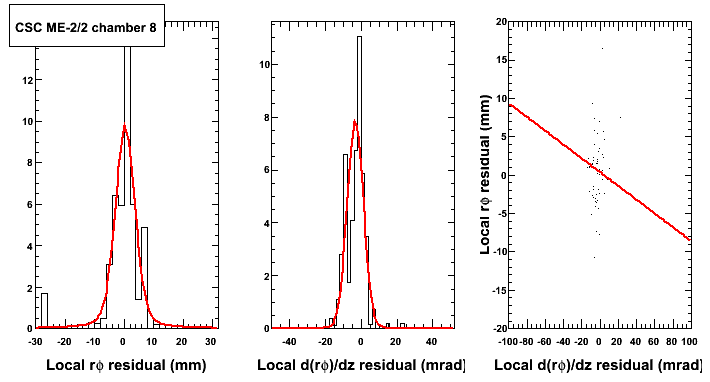 CSC ME-2/2 chamber 8
14
12
10
8
6
4
2
0
-30 -20 -10 0 10 20 30
Local rϕ residual (mm)
10
8
6
4
2
0
-40 -20 0 20 40
Local d(rϕ)/dz residual (mrad)
Local rϕ residual (mm)
20
15
10
5
0
-5
-10
-15
-20
-100 -80 -60 -40 -20 0 20 40 60 80 100
Local d(rϕ)/dz residual (mrad)